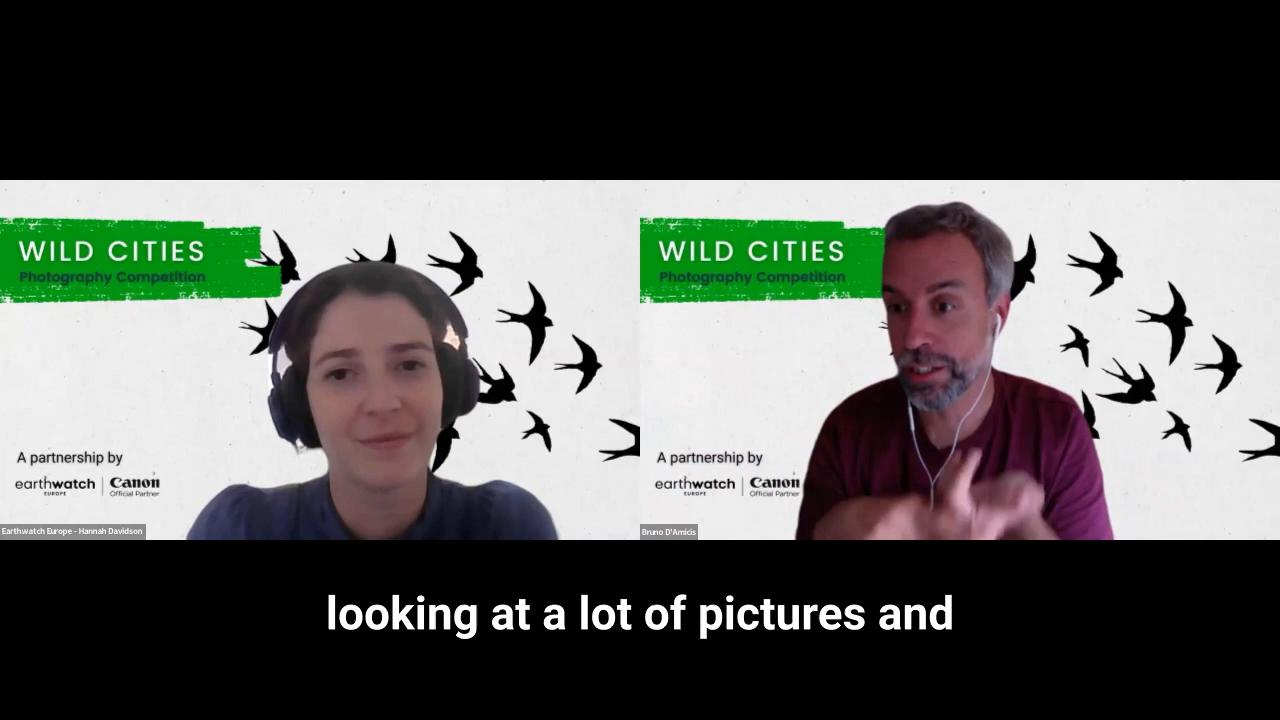 WILD CITIES
Photography Competition
A partnership by
earthwatch
EUROPE
Canon
Official Partner
Earthwatch Europe - Hannah Davidson
WILD CITIES
Photography Competition
A partnership by
earthwatch
EUROPE
Canon
Official Partner
Bruno D'Amicis
looking at a lot of pictures and